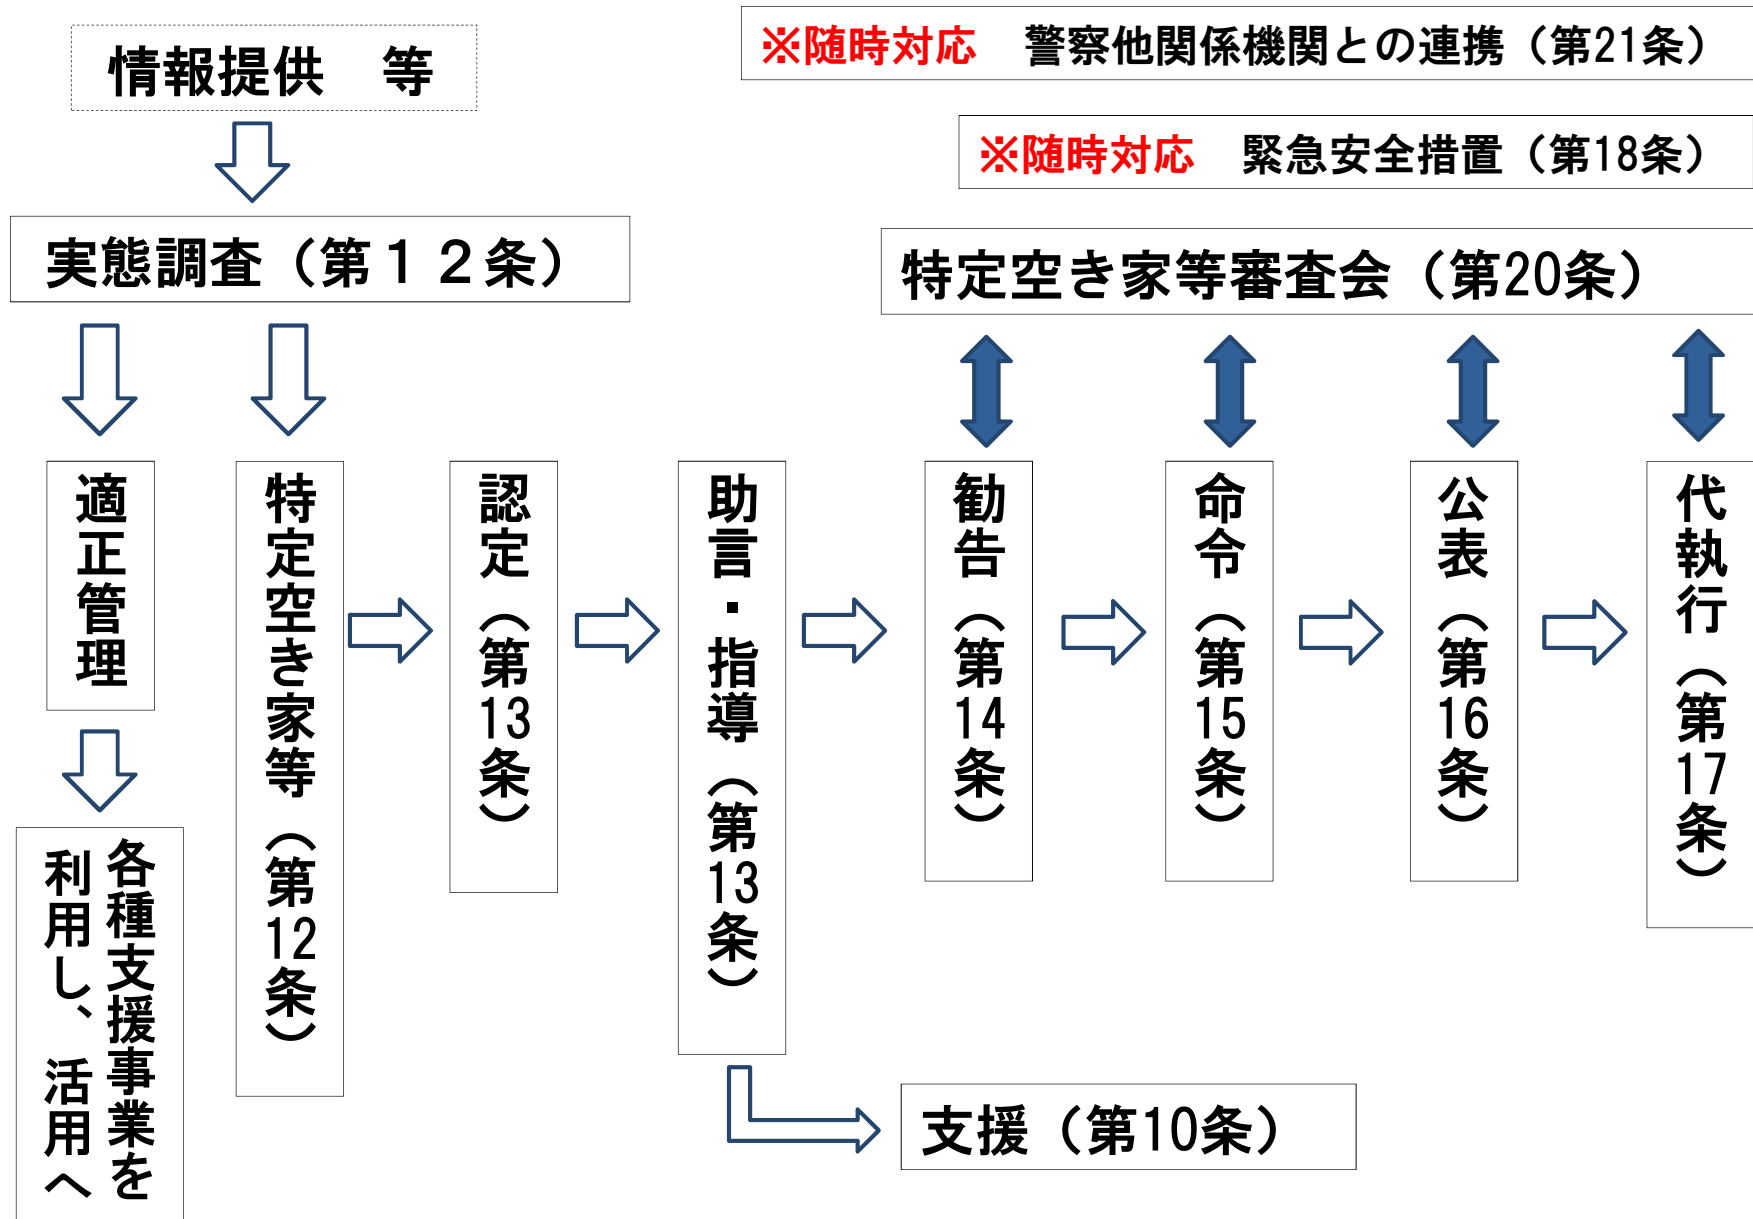 情報提供　等
※随時対応　警察他関係機関との連携（第21条）
※随時対応　緊急安全措置（第18条）
実態調査（第１２条）
特定空き家等審査会（第20条）
適正管理
特定空き家等（第12条）
認定（第13条）
助言・指導（第13条）
勧告（第14条）
命令（第15条）
公表（第16条）
代執行（第17条）
各種支援事業を
利用し、活用へ
支援（第10条）